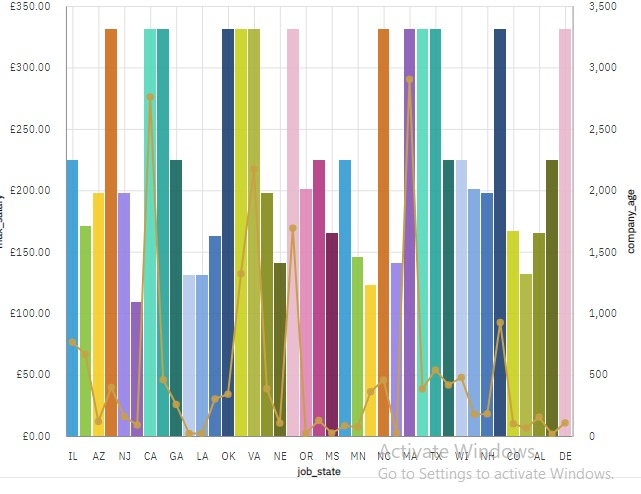 £350.00
£300.00
£250.00
£200.00
£150.00
£100.00
£50.00
£0.00
max_salary
3,500
3,000
2,500
2,000
1,500
1,000
500
0
company_age
IL AZ NJ CA GA LA OK VA OR MS MN NC MA TX WI NH CO AL DE
job_state
Activate Windows
Go to Settings to activate Windows.